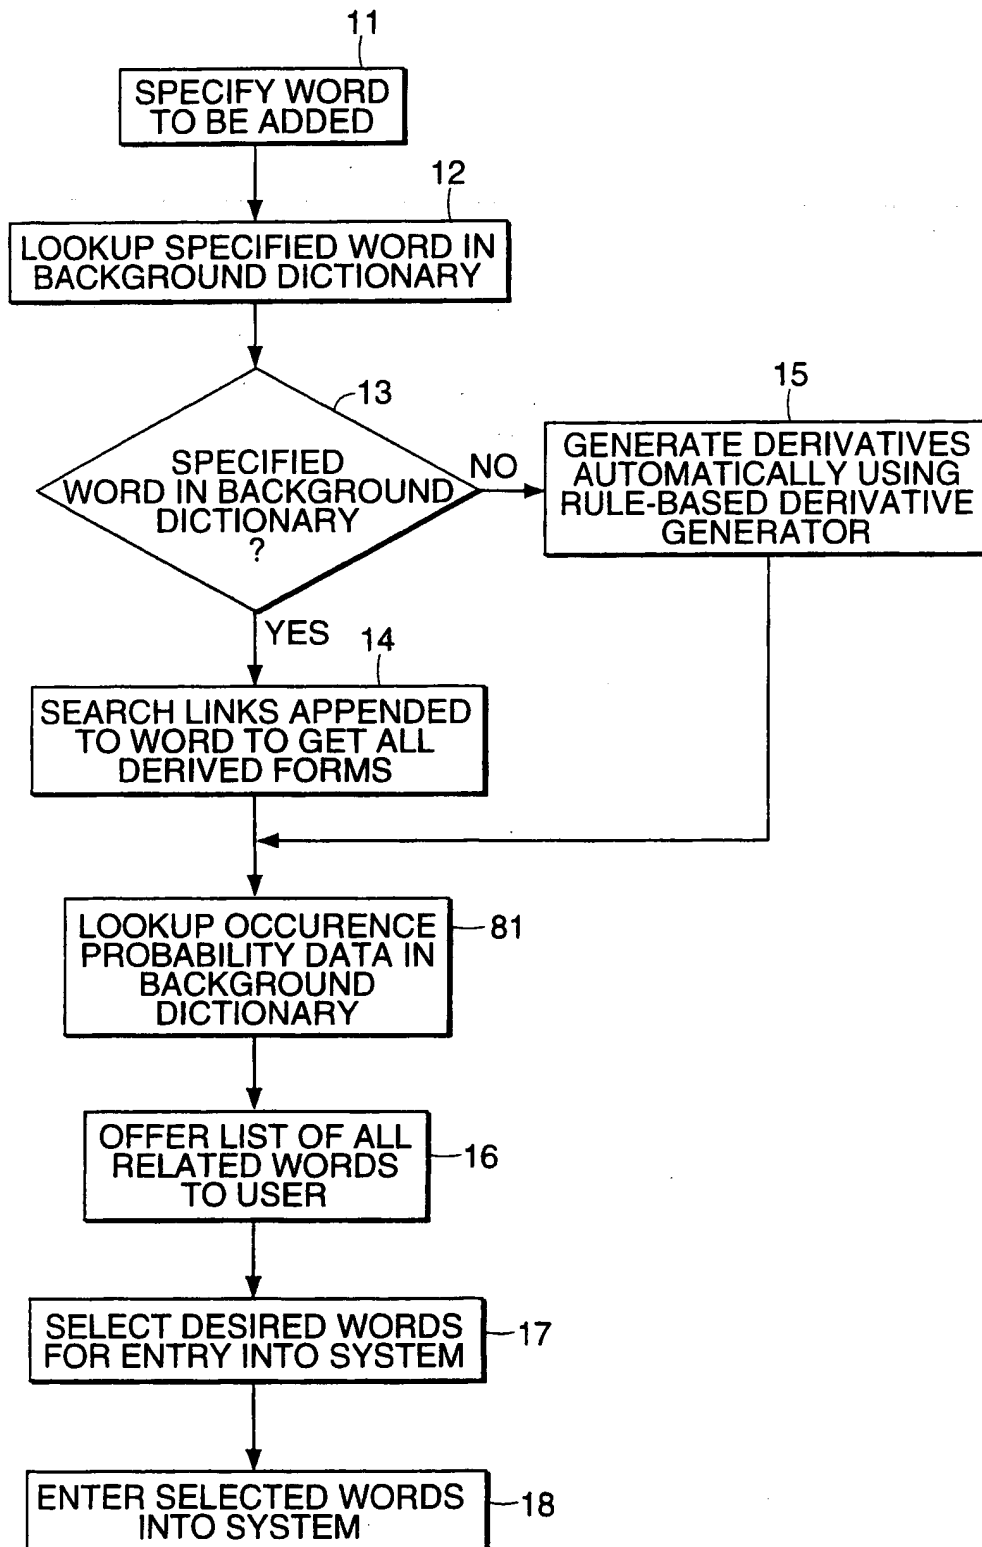 11
SPECIFY WORD
TO BE ADDED
12
LOOKUP SPECIFIED WORD IN
BACKGROUND DICTIONARY
13
SPECIFIED
WORD IN BACKGROUND
DICTIONARY
?
NO
15
GENERATE DERIVATIVES
AUTOMATICALLY USING
RULE-BASED DERIVATIVE
GENERATOR
YES
14
SEARCH LINKS APPENDED
TO WORD TO GET ALL
DERIVED FORMS
LOOKUP OCCURENCE
PROBABILITY DATA IN
BACKGROUND
DICTIONARY
81
OFFER LIST OF ALL
RELATED WORDS
TO USER
16
SELECT DESIRED WORDS
FOR ENTRY INTO SYSTEM
17
ENTER SELECTED WORDS
INTO SYSTEM
18